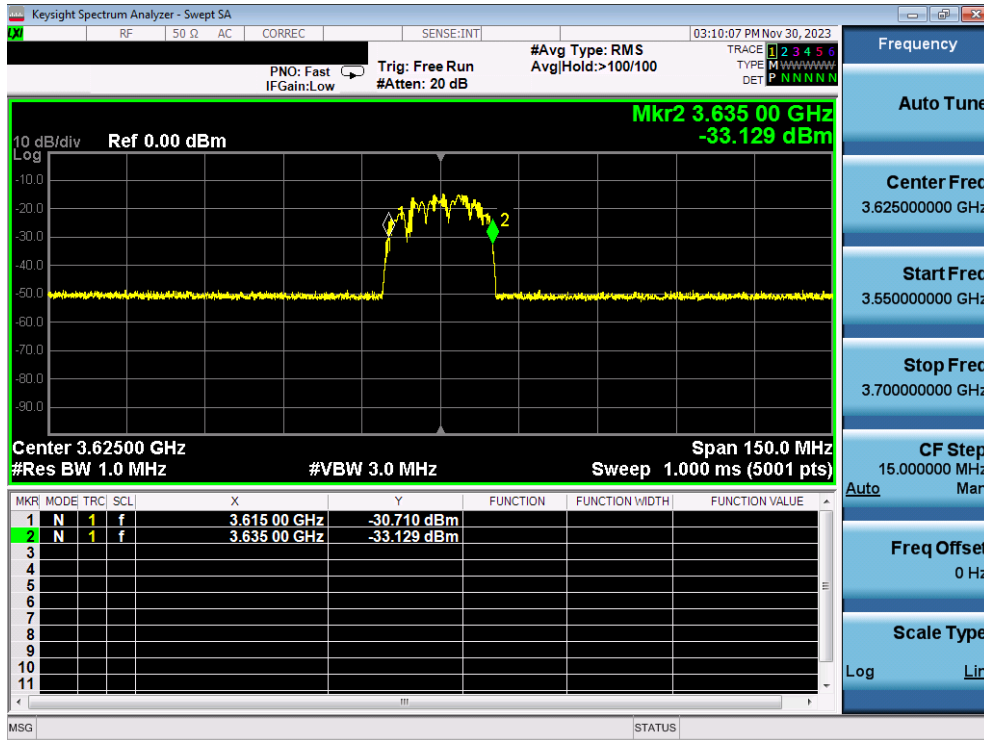 Keysight Spectrum Analyzer - Swept SA
LXI RF 50 Ω AC CORREC SENSE:INT 03:10:07 PM Nov 30, 2023
#Avg Type: RMS TRACE 1 2 3 4 5 6
PNO: Fast Trig: Free Run Avg|Hold:>100/100 TYPE M W W W W W
IFGain:Low #Atten: 20 dB DET P N N N N N
Mkr2 3.635 00 GHz
-33.129 dBm
10 dB/div Ref 0.00 dBm
Log
-10.0
-20.0
-30.0
-40.0
-50.0
-60.0
-70.0
-80.0
-90.0
2
Center 3.62500 GHz Span 150.0 MHz
#Res BW 1.0 MHz #VBW 3.0 MHz Sweep 1.000 ms (5001 pts)
MKR MODE TRC SCL X Y FUNCTION FUNCTION WIDTH FUNCTION VALUE
1 N 1 f 3.615 00 GHz -30.710 dBm
2 N 1 f 3.635 00 GHz -33.129 dBm
3
4
5
6
7
8
9
10
11
MSG STATUS
Frequency
Auto Tune
Center Freq
3.625000000 GHz
Start Freq
3.550000000 GHz
Stop Freq
3.700000000 GHz
CF Step
15.000000 MHz
Auto Man
Freq Offset
0 Hz
Scale Type
Log Lin